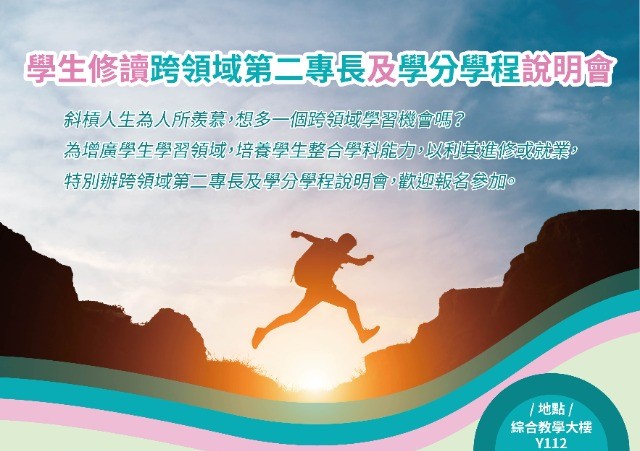 學生修讀跨領域第二專長及學分學程說明會
斜槓人生為人所羨慕,想多一個跨領域學習機會嗎?
為增廣學生學習領域,培養學生整合學科能力,以利其進修或就業,
特別辦跨領域第二專長及學分學程說明會,歡迎報名參加。
/ 地點 /
綜合教學大樓
Y112